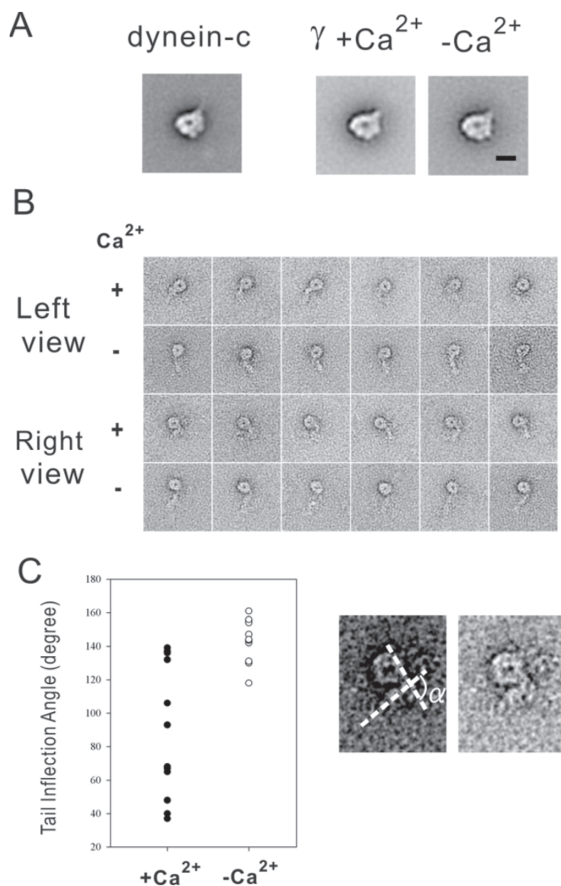 A
dynein-c
γ +Ca²⁺
-Ca²⁺
B
Ca²⁺
Left
view
+
-
Right
view
+
-
C
Tail Inflection Angle (degree)
180
160
140
120
100
80
60
40
20
+Ca²⁺
-Ca²⁺
α